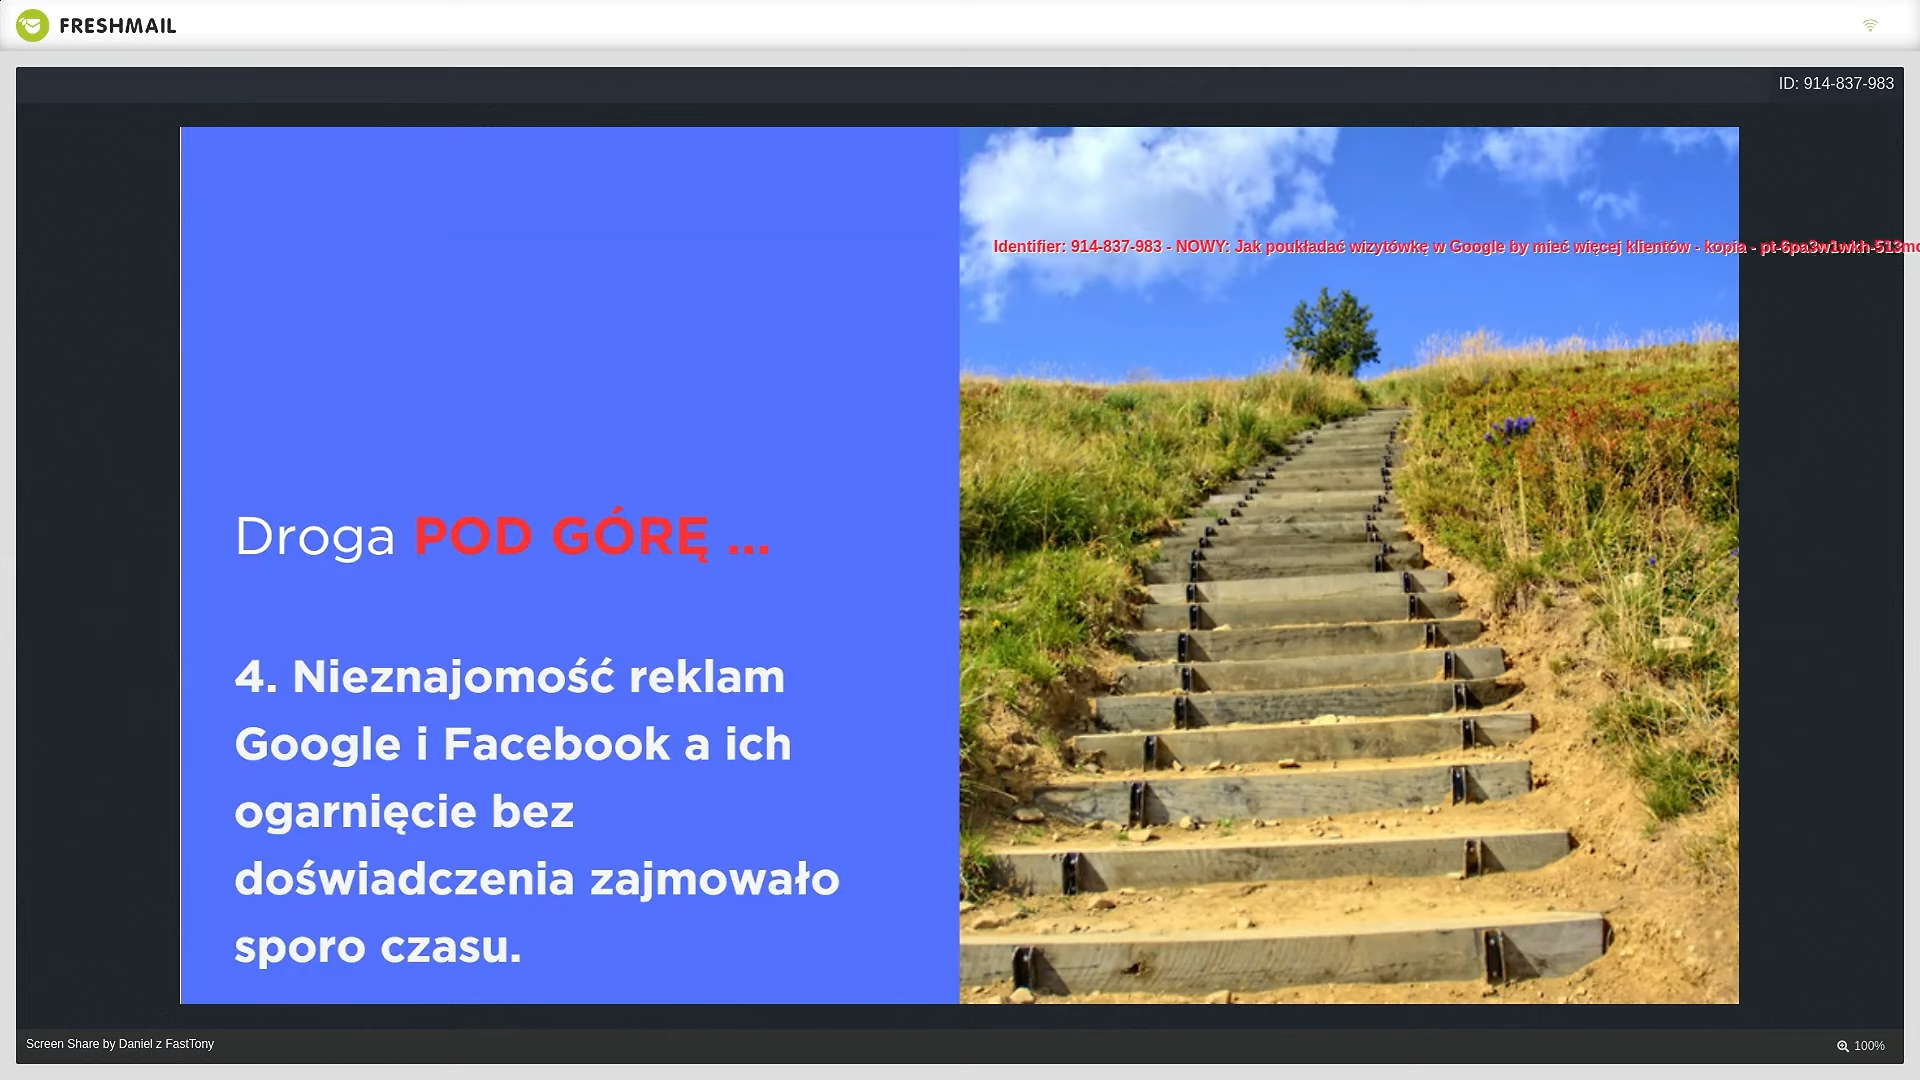 FRESHMAIL
ID: 914-837-983
Identifier: 914-837-983 - NOWY: Jak poukładać wizytówkę w Google by mieć więcej klientów - kopia - pt-6pa3w1wkh-513m
Droga POD GÓRĘ ...
4. Nieznajomość reklam
Google i Facebook a ich
ogarnięcie bez
doświadczenia zajmowało
sporo czasu.
Screen Share by Daniel z FastTony
100%